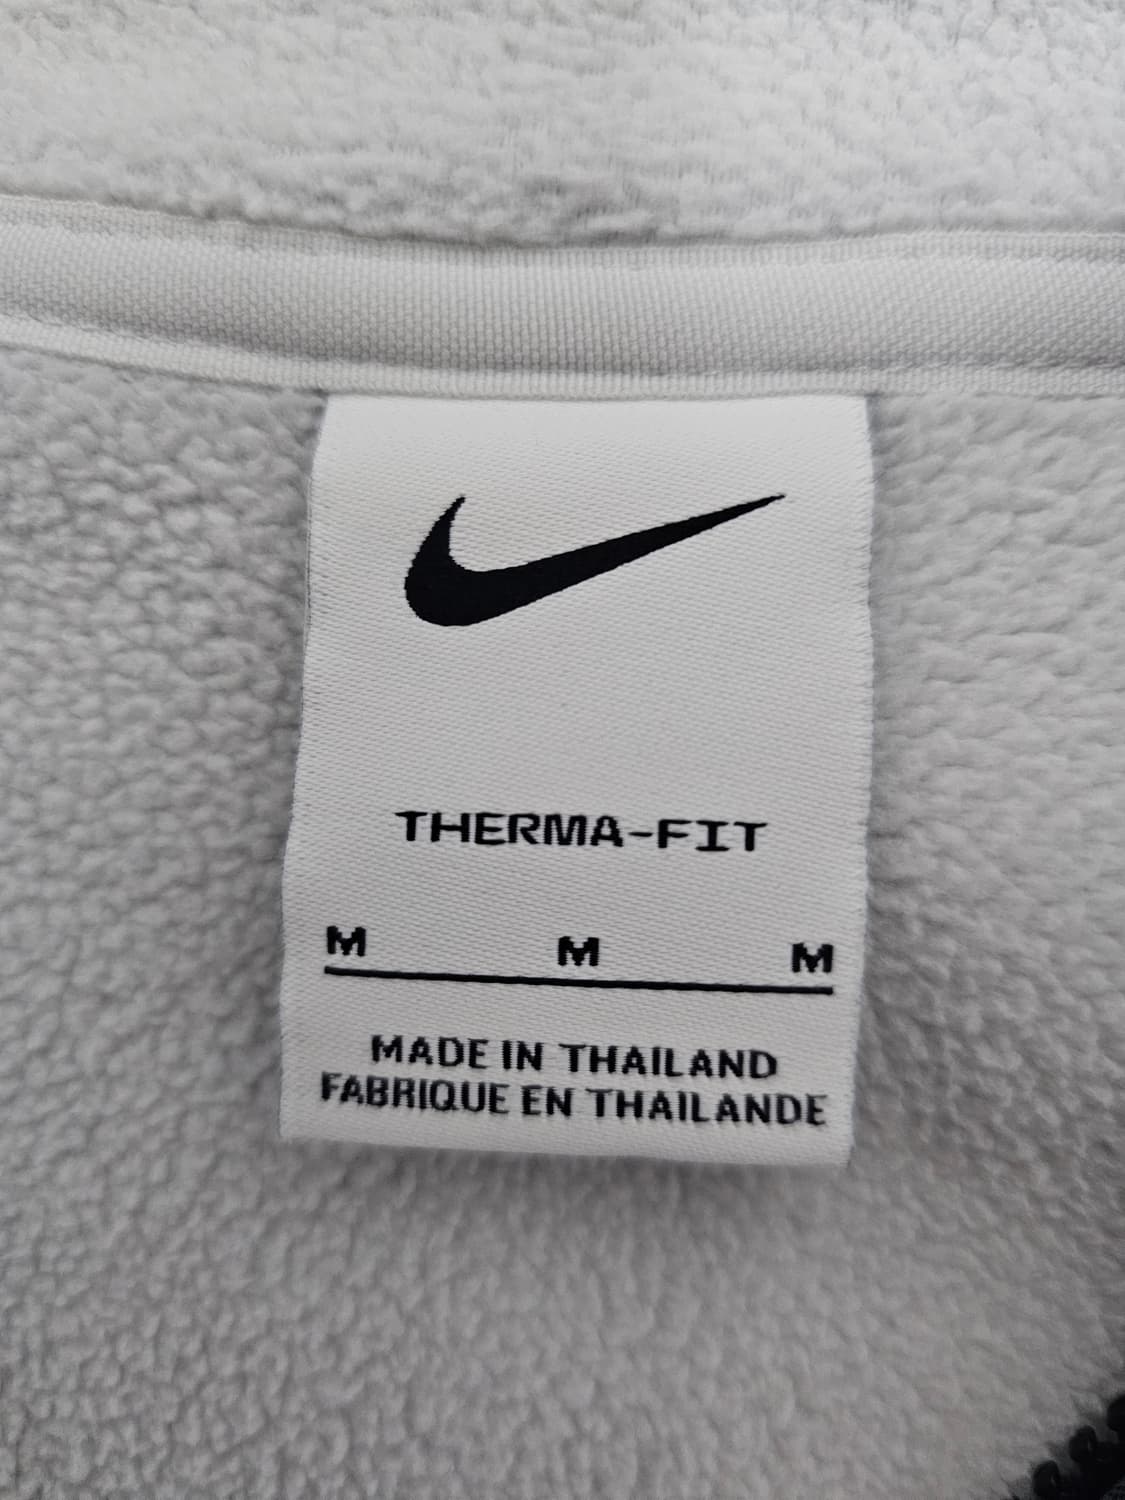 THERMA-FIT
M M M
MADE IN THAILAND
FABRIQUE EN THAILANDE